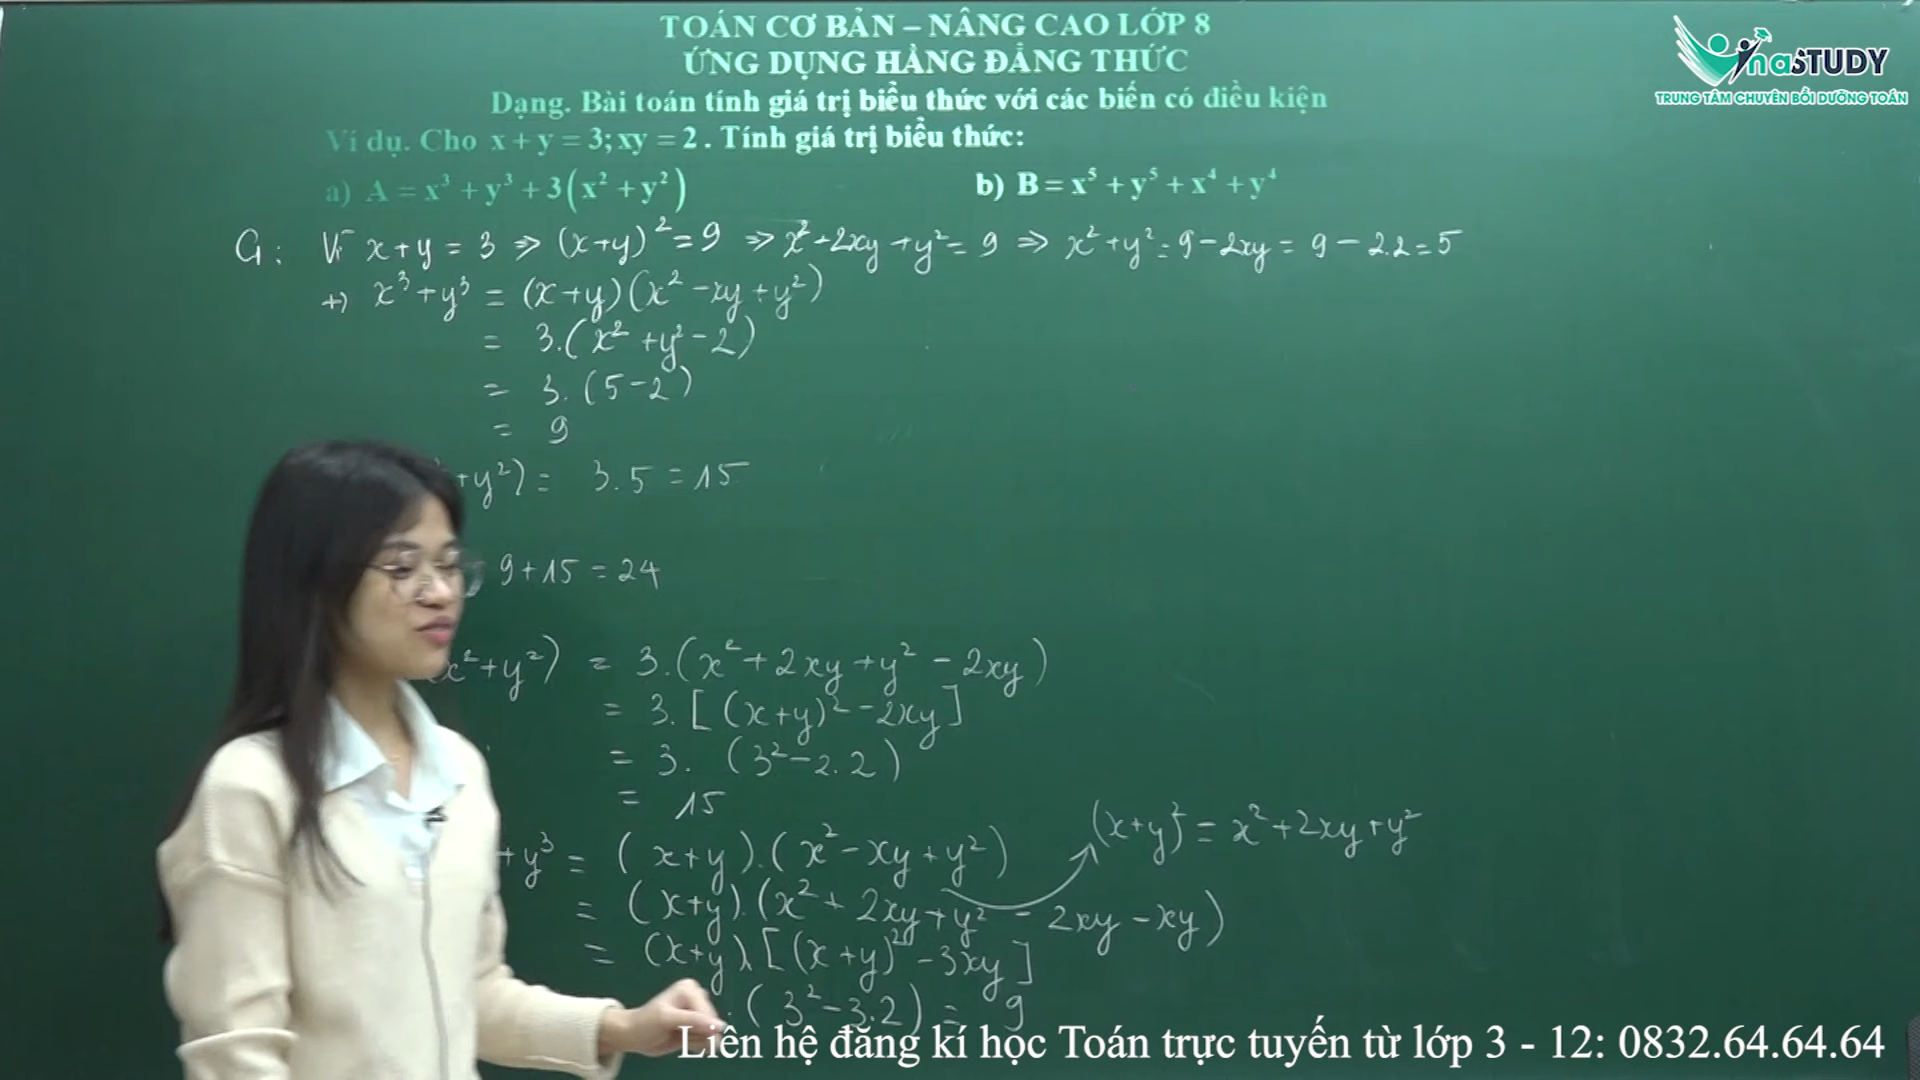 TOÁN CƠ BẢN – NÂNG CAO LỚP 8
ỨNG DỤNG HẰNG ĐẲNG THỨC
Dạng. Bài toán tính giá trị biểu thức với các biến có điều kiện
Ví dụ. Cho x + y = 3; xy = 2. Tính giá trị biểu thức:
a) A = x³ + y³ + 3(x² + y²) b) B = x⁵ + y⁵ + x⁴ + y⁴
inaSTUDY
TRUNG TÂM CHUYÊN BỒI DƯỠNG TOÁN
G: Vì x+y = 3 ⇒ (x+y)² = 9 ⇒ x²+2xy+y² = 9 ⇒ x²+y² = 9-2xy = 9-2.2 = 5
+) x³+y³ = (x+y)(x²-xy+y²)
= 3.(x²+y²-2)
= 3.(5-2)
= 9
+y²) = 3.5 = 15
9+15 = 24
(x²+y²) = 3.(x²+2xy+y²-2xy)
= 3.[(x+y)²-2xy]
= 3.(3²-2.2)
= 15
+y³ = (x+y).(x²-xy+y²)
(x+y)² = x²+2xy+y²
= (x+y).(x²+2xy+y²-2xy-xy)
= (x+y).[(x+y)²-3xy]
.(3²-3.2) = 9
Liên hệ đăng kí học Toán trực tuyến từ lớp 3 - 12: 0832.64.64.64